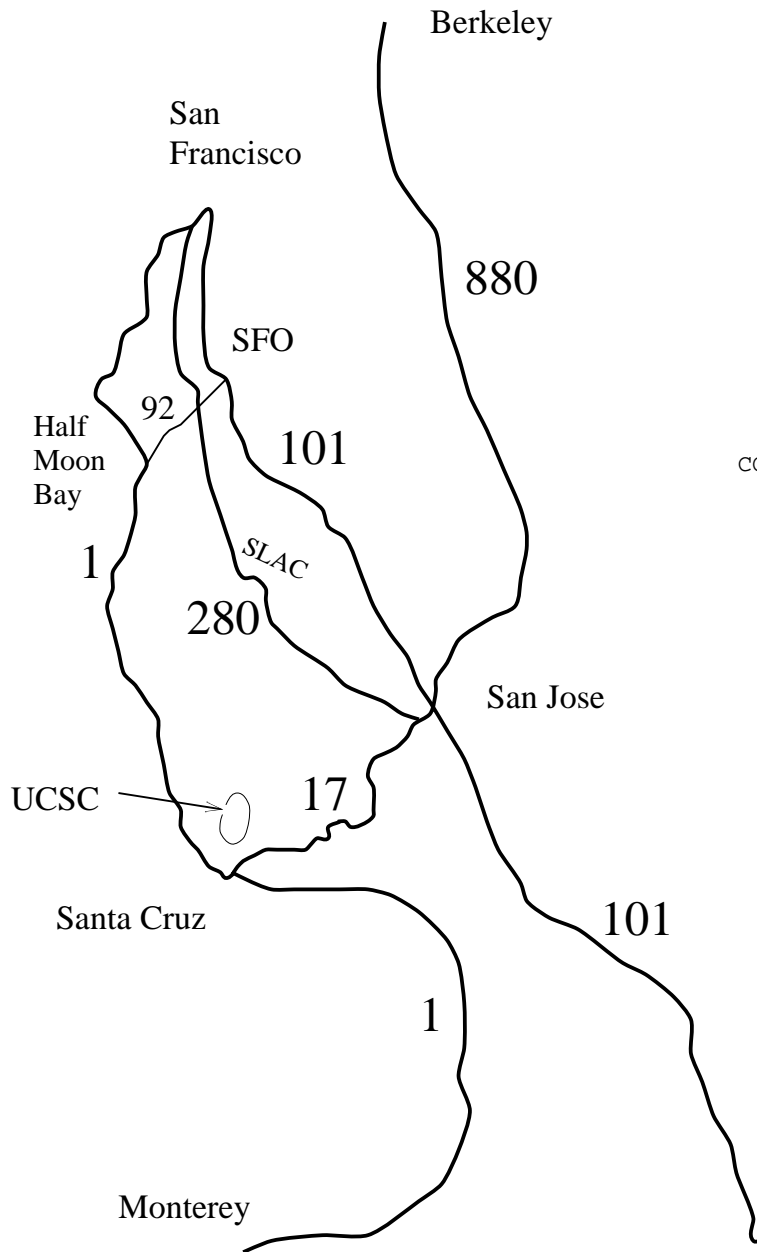 Berkeley
San
Francisco
880
SFO
92
Half
Moon
Bay
101
1
SLAC
280
San Jose
UCSC
17
Santa Cruz
101
1
Monterey